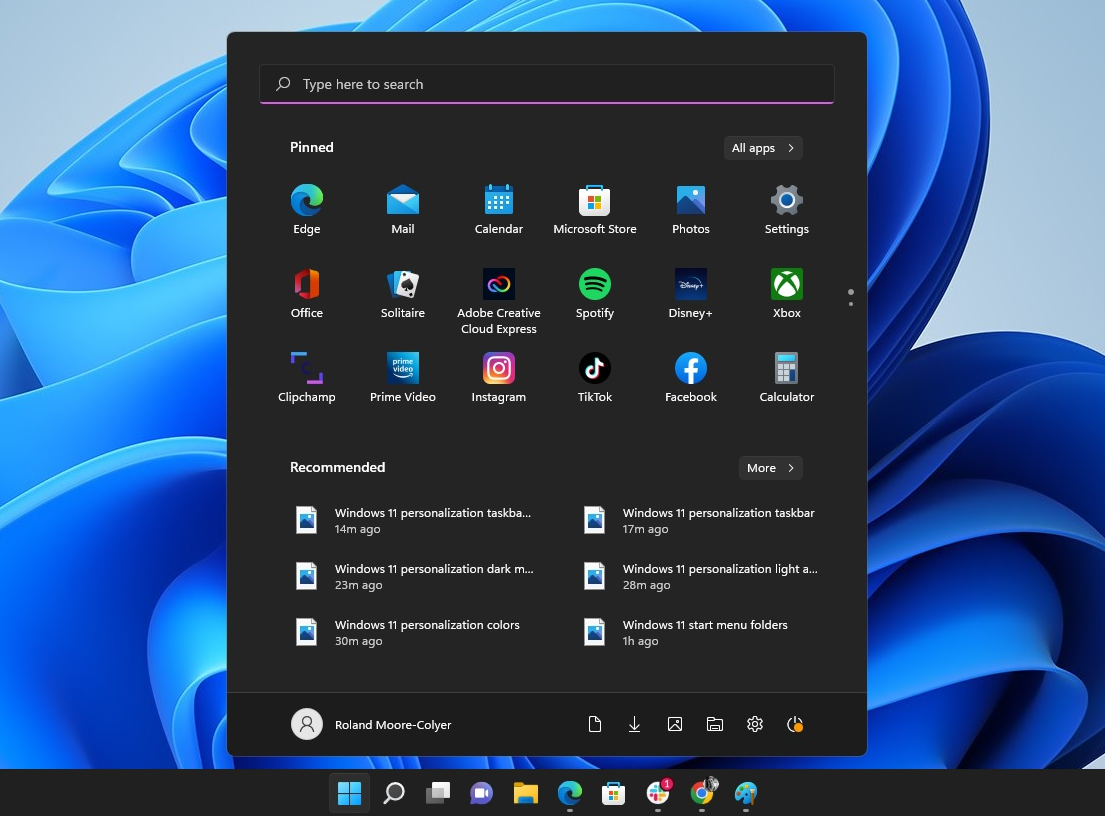 Type here to search
Pinned
All apps
Edge
Mail
Calendar
Microsoft Store
Photos
Settings
Office
Solitaire
Adobe Creative
Cloud Express
Spotify
Disney+
Disney+
Xbox
prime
video
Clipchamp
Prime Video
Instagram
TikTok
Facebook
Calculator
Recommended
More
Windows 11 personalization taskba...
14m ago
Windows 11 personalization taskbar
17m ago
Windows 11 personalization dark m...
23m ago
Windows 11 personalization light a...
28m ago
Windows 11 personalization colors
30m ago
Windows 11 start menu folders
1h ago
Roland Moore-Colyer
1